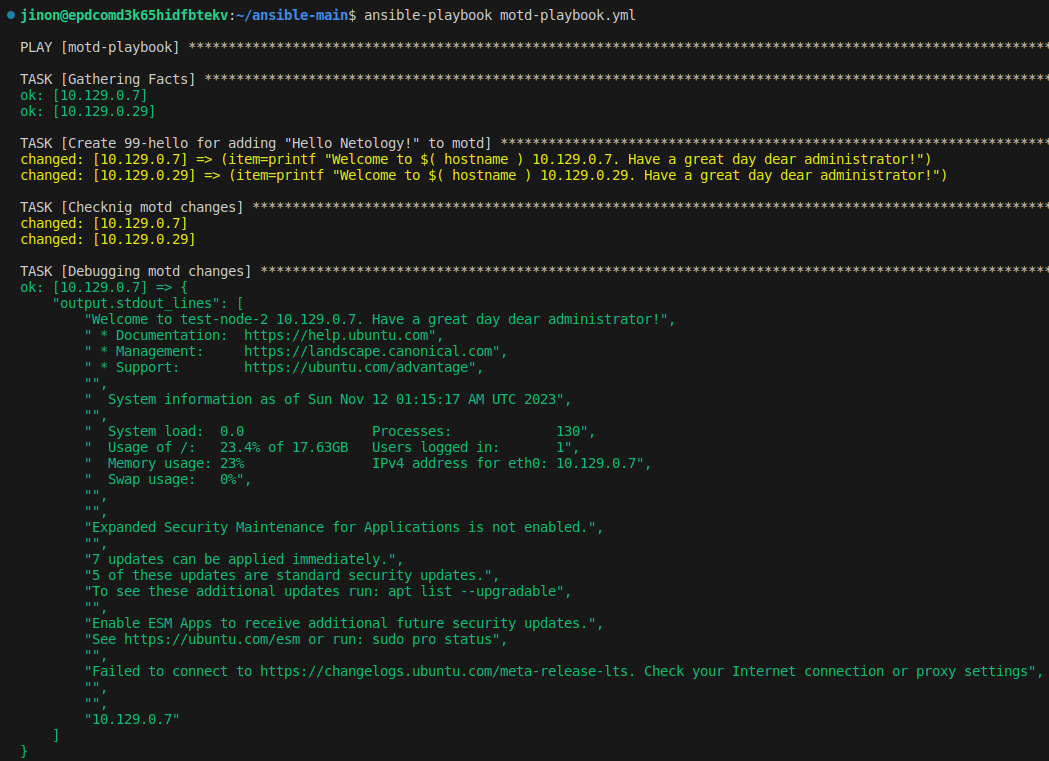 jinon@epdcomd3k65hidfbtekv:~/ansible-main$ ansible-playbook motd-playbook.yml
PLAY [motd-playbook] ***********************************************************************************************************
TASK [Gathering Facts] *********************************************************************************************************
ok: [10.129.0.7]
ok: [10.129.0.29]
TASK [Create 99-hello for adding "Hello Netology!" to motd] ********************************************************************
changed: [10.129.0.7] => (item=printf "Welcome to $( hostname ) 10.129.0.7. Have a great day dear administrator!")
changed: [10.129.0.29] => (item=printf "Welcome to $( hostname ) 10.129.0.29. Have a great day dear administrator!")
TASK [Checknig motd changes] ***************************************************************************************************
changed: [10.129.0.7]
changed: [10.129.0.29]
TASK [Debugging motd changes] **************************************************************************************************
ok: [10.129.0.7] => {
    "output.stdout_lines": [
        "Welcome to test-node-2 10.129.0.7. Have a great day dear administrator!",
        " * Documentation:  https://help.ubuntu.com",
        " * Management:     https://landscape.canonical.com",
        " * Support:        https://ubuntu.com/advantage",
        "",
        "  System information as of Sun Nov 12 01:15:17 AM UTC 2023",
        "",
        "  System load:  0.0                Processes:             130",
        "  Usage of /:   23.4% of 17.63GB   Users logged in:       1",
        "  Memory usage: 23%                IPv4 address for eth0: 10.129.0.7",
        "  Swap usage:   0%",
        "",
        "",
        "Expanded Security Maintenance for Applications is not enabled.",
        "",
        "7 updates can be applied immediately.",
        "5 of these updates are standard security updates.",
        "To see these additional updates run: apt list --upgradable",
        "",
        "Enable ESM Apps to receive additional future security updates.",
        "See https://ubuntu.com/esm or run: sudo pro status",
        "",
        "Failed to connect to https://changelogs.ubuntu.com/meta-release-lts. Check your Internet connection or proxy settings",
        "",
        "",
        "10.129.0.7"
    ]
}